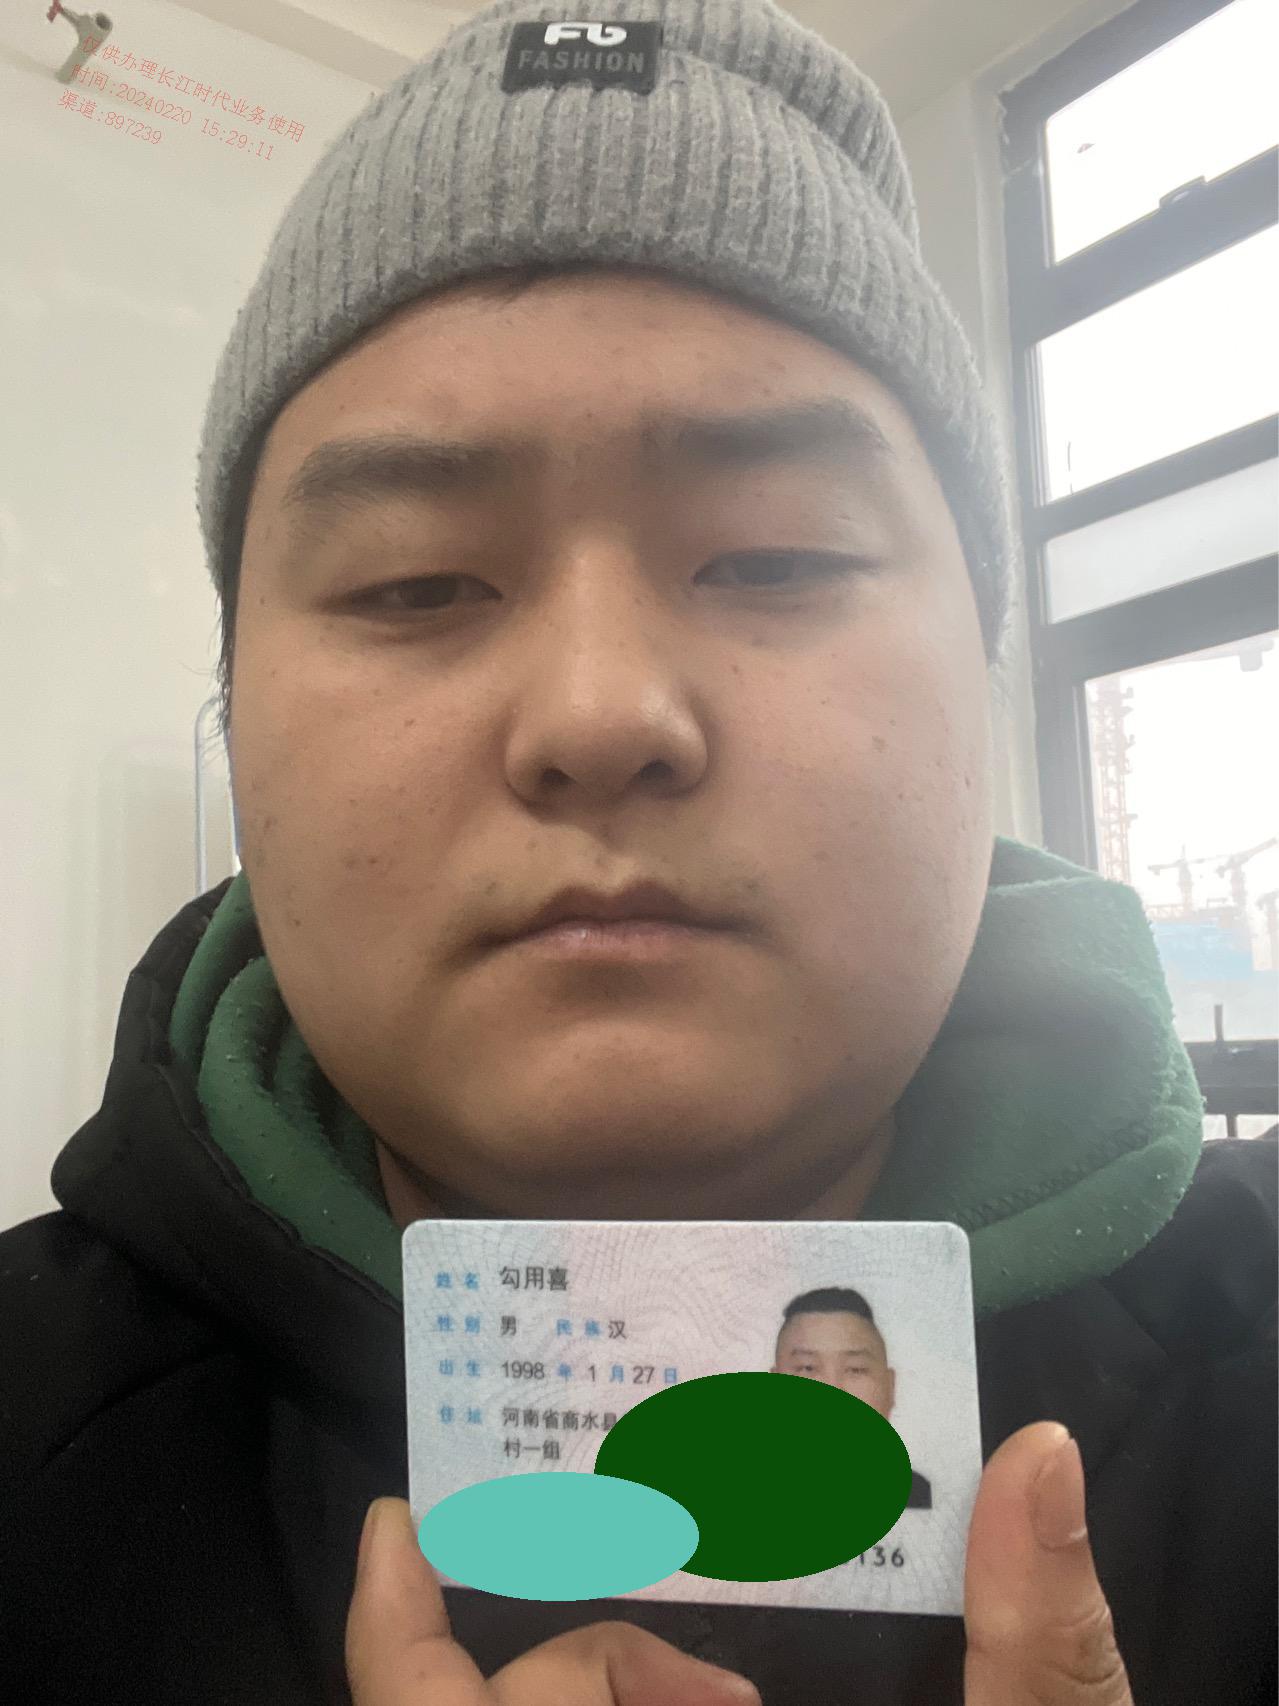 仅供办理长江时代业务使用
时间:20240220 15:29:11
渠道:897239
FASHION
姓名 勾用喜
性别 男 民族 汉
出生 1998 年 1 月 27 日
住址 河南省商水县
村一组
136